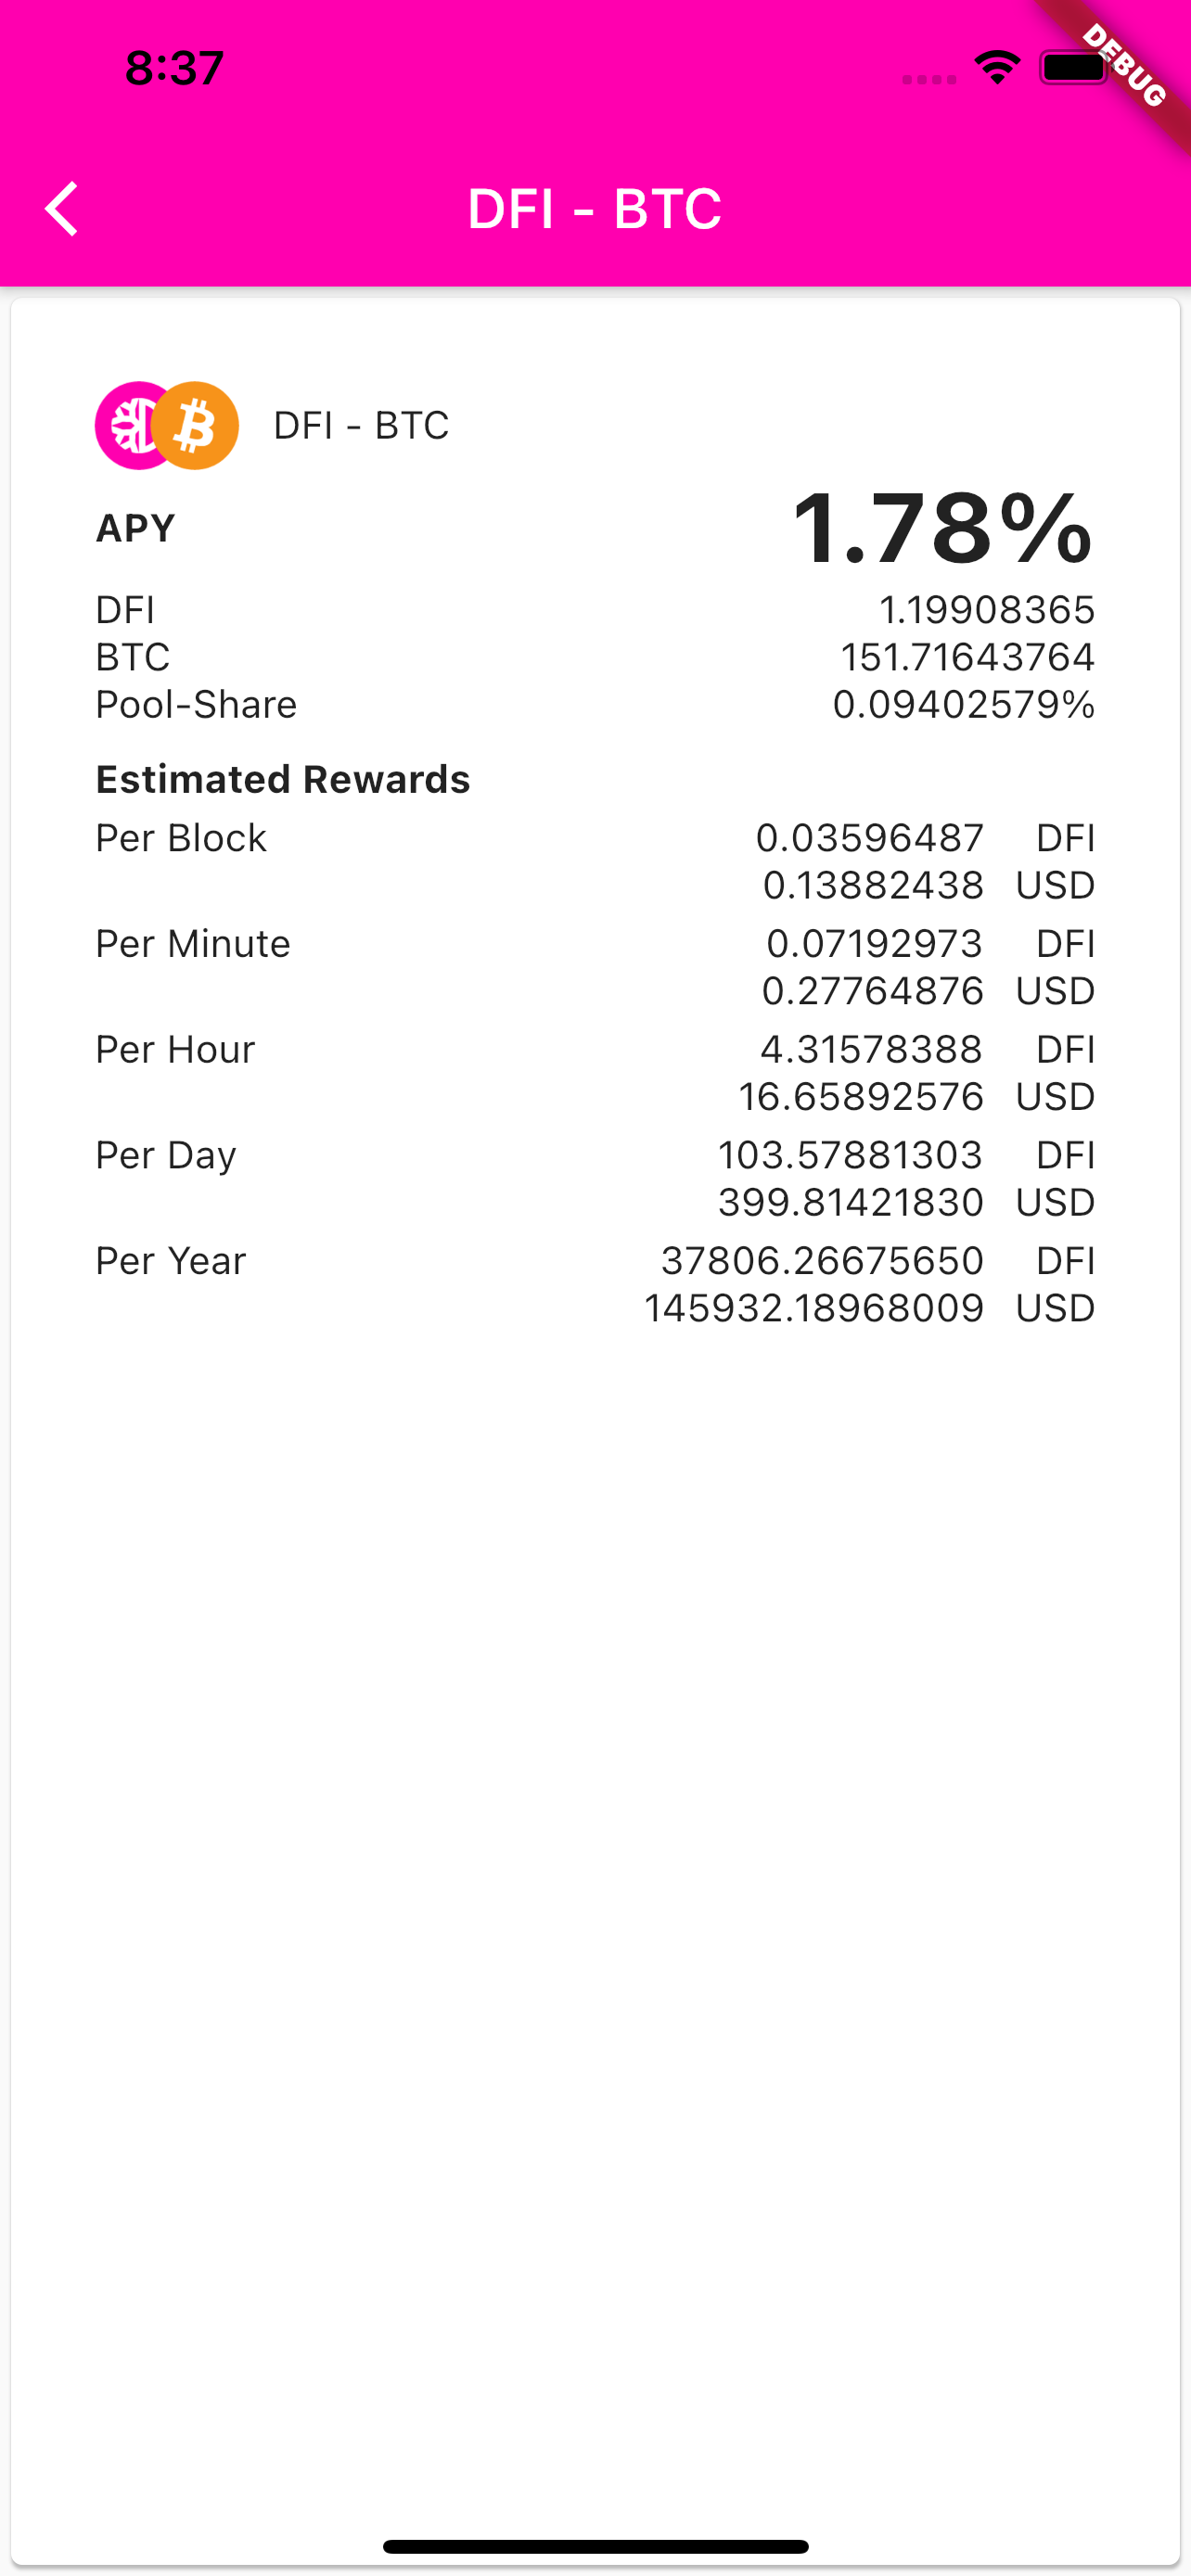 8:37
DEBUG
DFI - BTC
DFI - BTC
APY 1.78%
DFI 1.19908365
BTC 151.71643764
Pool-Share 0.09402579%
Estimated Rewards
Per Block 0.03596487 DFI
0.13882438 USD
Per Minute 0.07192973 DFI
0.27764876 USD
Per Hour 4.31578388 DFI
16.65892576 USD
Per Day 103.57881303 DFI
399.81421830 USD
Per Year 37806.26675650 DFI
145932.18968009 USD